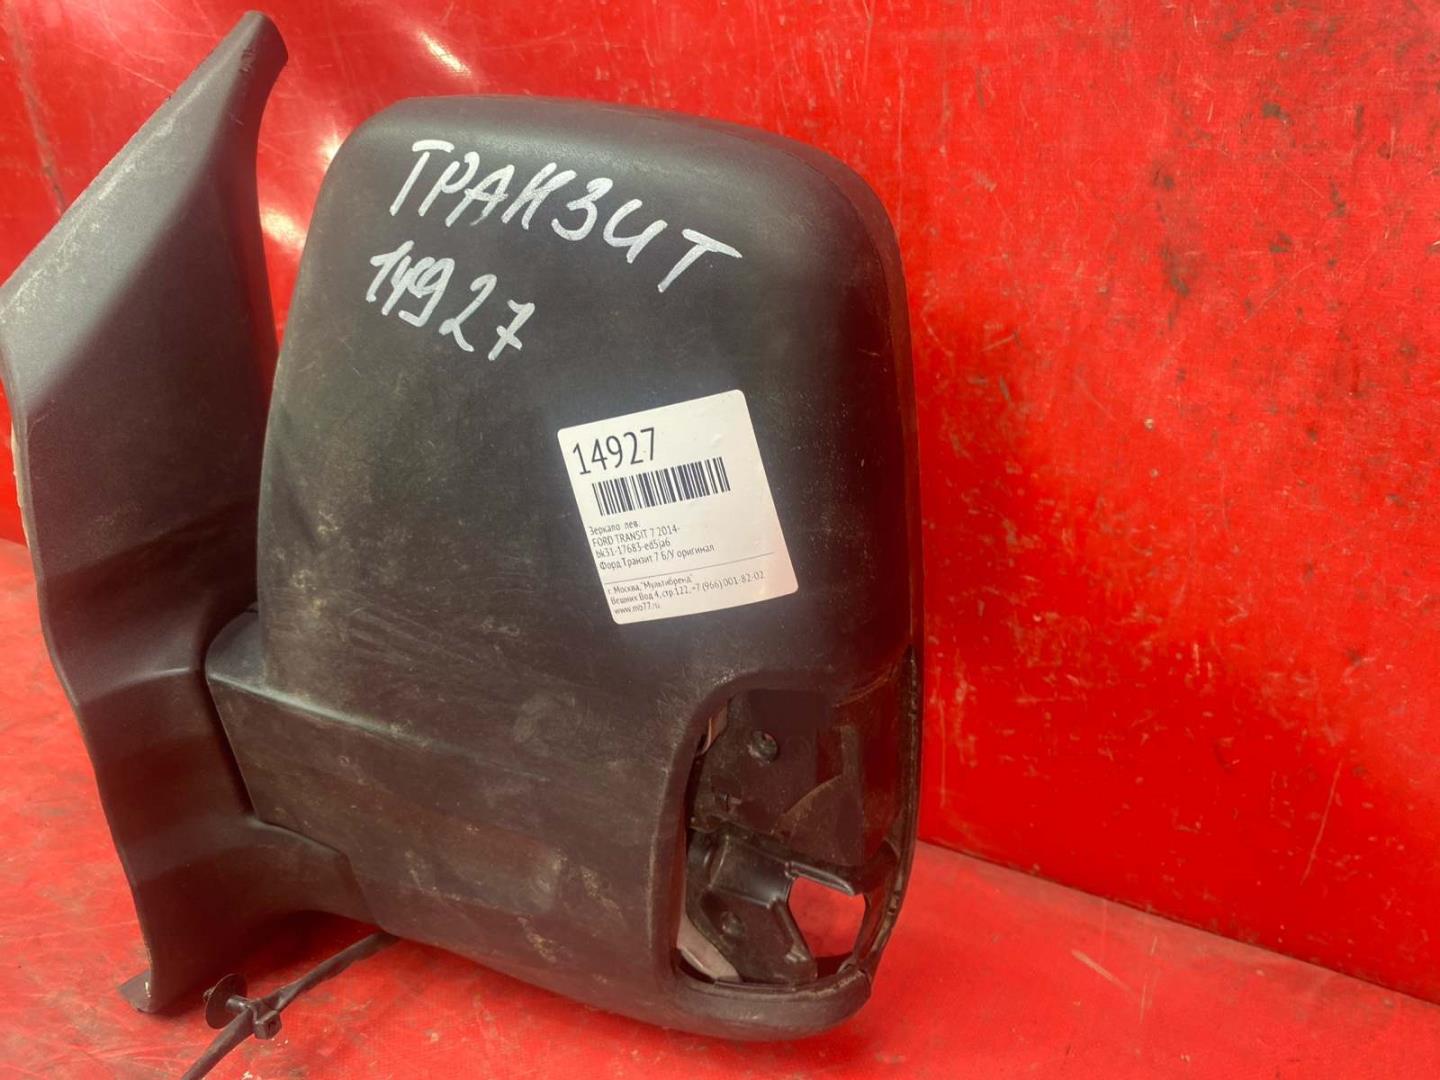 ТРАНЗИТ
14927
14927
Зеркало лев.
FORD TRANSIT 7 2014-
bk31-17683-ed5ja6
Форд Транзит 7 Б/У оригинал
г. Москва, "Мультибренд"
Вешних Вод 4, стр.122, +7 (966) 001-82-02
www.mb77.ru